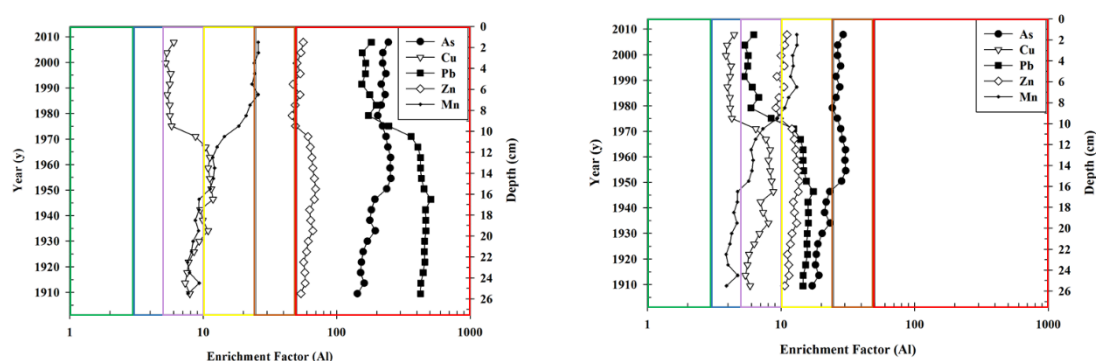 2010
2000
1990
1980
1970
1960
1950
1940
1930
1920
1910
Year (y)
As
Cu
Pb
Zn
Mn
0
2
4
6
8
10
12
14
16
18
20
22
24
26
Depth (cm)
1 10 100 1000
Enrichment Factor (Al)
2010
2000
1990
1980
1970
1960
1950
1940
1930
1920
1910
Year (y)
As
Cu
Pb
Zn
Mn
0
2
4
6
8
10
12
14
16
18
20
22
24
26
Depth (cm)
1 10 100 1000
Enrichment Factor (Al)